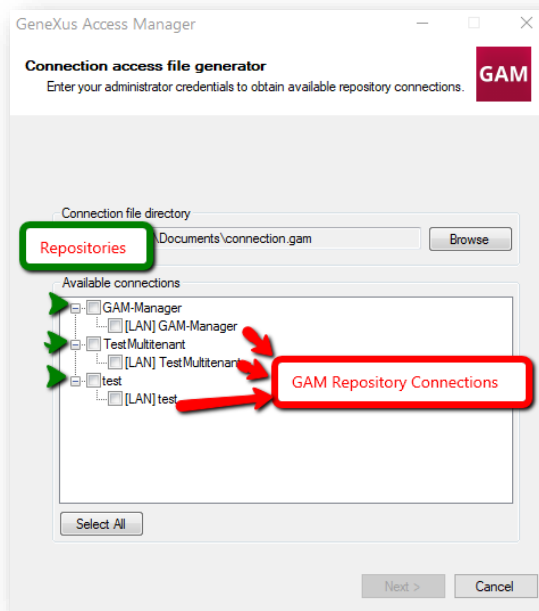 GeneXus Access Manager
Connection access file generator
Enter your administrator credentials to obtain available repository connections.
GAM
Connection file directory
Repositories
\Documents\connection.gam
Browse
Available connections
GAM-Manager
[LAN] GAM-Manager
TestMultitenant
[LAN] TestMultitenant
test
[LAN] test
GAM Repository Connections
Select All
Next >
Cancel